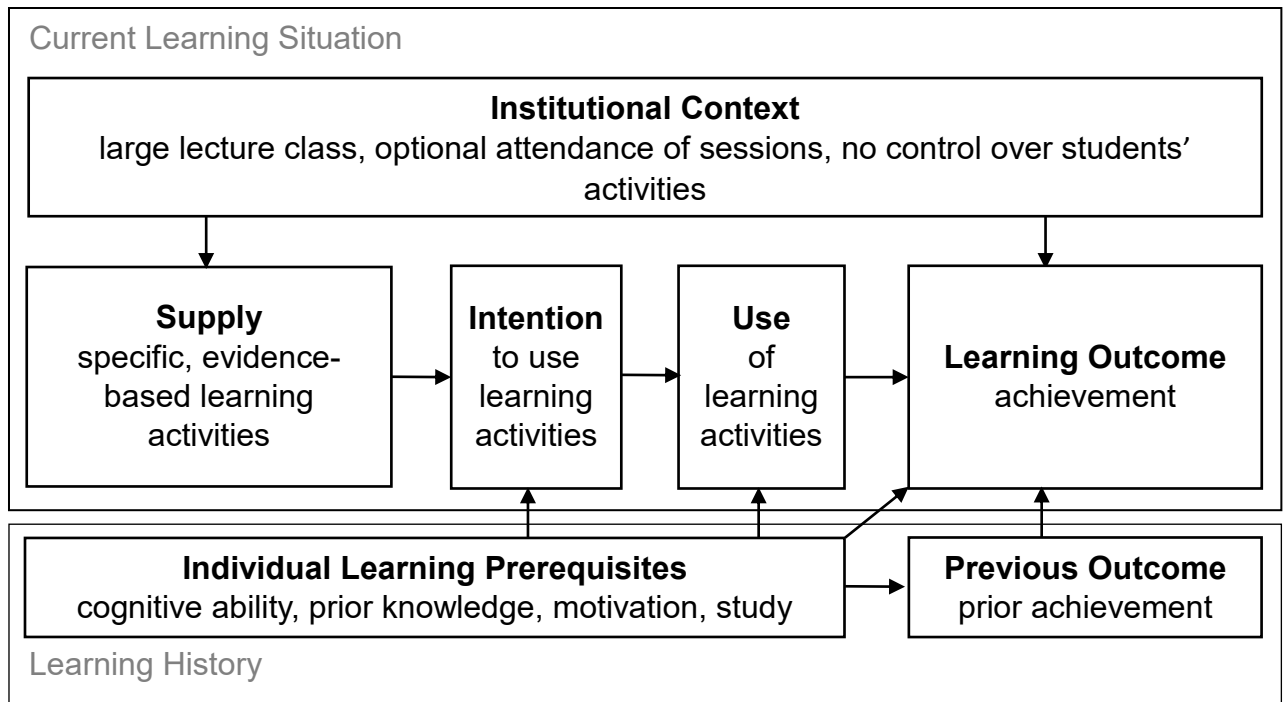 Current Learning Situation
Institutional Context
large lecture class, optional attendance of sessions, no control over students’
activities
Supply
specific, evidence-
based learning
activities
Intention
to use
learning
activities
Use
of
learning
activities
Learning Outcome
achievement
Individual Learning Prerequisites
cognitive ability, prior knowledge, motivation, study
Previous Outcome
prior achievement
Learning History